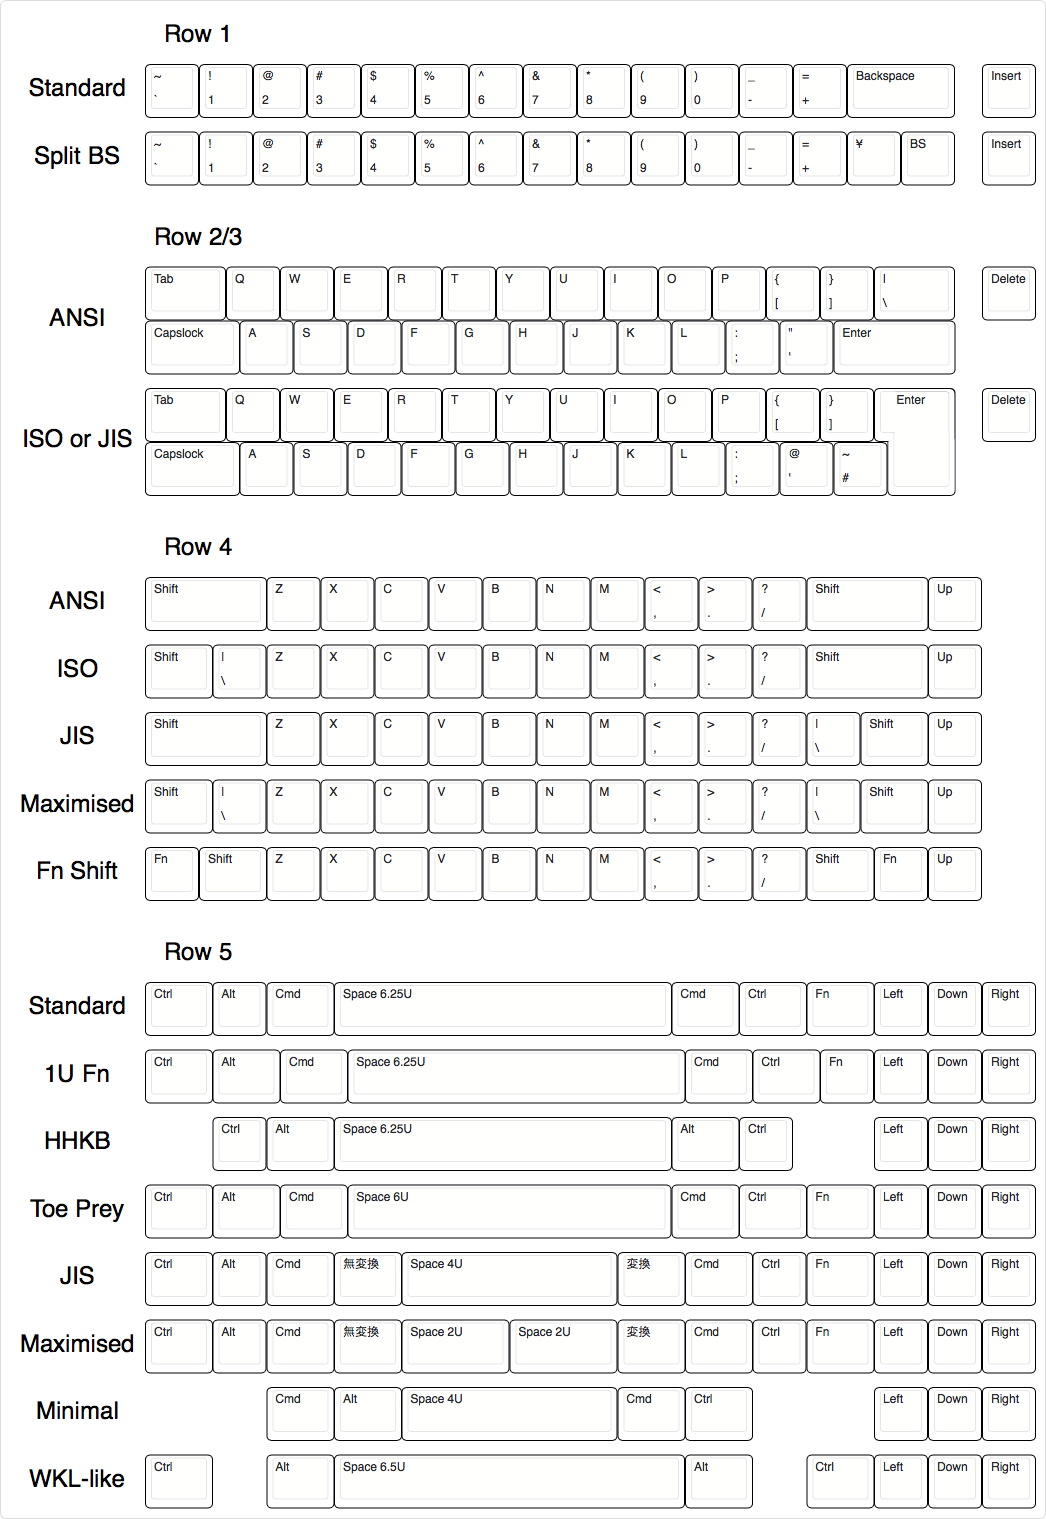 Row 1
Standard ~ ! @ # $ % ^ & * ( ) _ = Backspace Insert
` 1 2 3 4 5 6 7 8 9 0 - +
Split BS ~ ! @ # $ % ^ & * ( ) _ = ¥ BS Insert
` 1 2 3 4 5 6 7 8 9 0 - +
Row 2/3
ANSI
Tab Q W E R T Y U I O P { } | Delete
[ ] \
Capslock A S D F G H J K L : " Enter
; '
ISO or JIS
Tab Q W E R T Y U I O P { } Enter Delete
[ ]
Capslock A S D F G H J K L : @ ~
; ' #
Row 4
ANSI Shift Z X C V B N M < > ? Shift Up
, . /
ISO Shift | Z X C V B N M < > ? Shift Up
\ , . /
JIS Shift Z X C V B N M < > ? | Shift Up
, . / \
Maximised Shift | Z X C V B N M < > ? | Shift Up
\ , . / \
Fn Shift Fn Shift Z X C V B N M < > ? Shift Fn Up
, . /
Row 5
Standard Ctrl Alt Cmd Space 6.25U Cmd Ctrl Fn Left Down Right
1U Fn Ctrl Alt Cmd Space 6.25U Cmd Ctrl Fn Left Down Right
HHKB Ctrl Alt Space 6.25U Alt Ctrl Left Down Right
Toe Prey Ctrl Alt Cmd Space 6U Cmd Ctrl Fn Left Down Right
JIS Ctrl Alt Cmd 無変換 Space 4U 変換 Cmd Ctrl Fn Left Down Right
Maximised Ctrl Alt Cmd 無変換 Space 2U Space 2U 変換 Cmd Ctrl Fn Left Down Right
Minimal Cmd Alt Space 4U Cmd Ctrl Left Down Right
WKL-like Ctrl Alt Space 6.5U Alt Ctrl Left Down Right